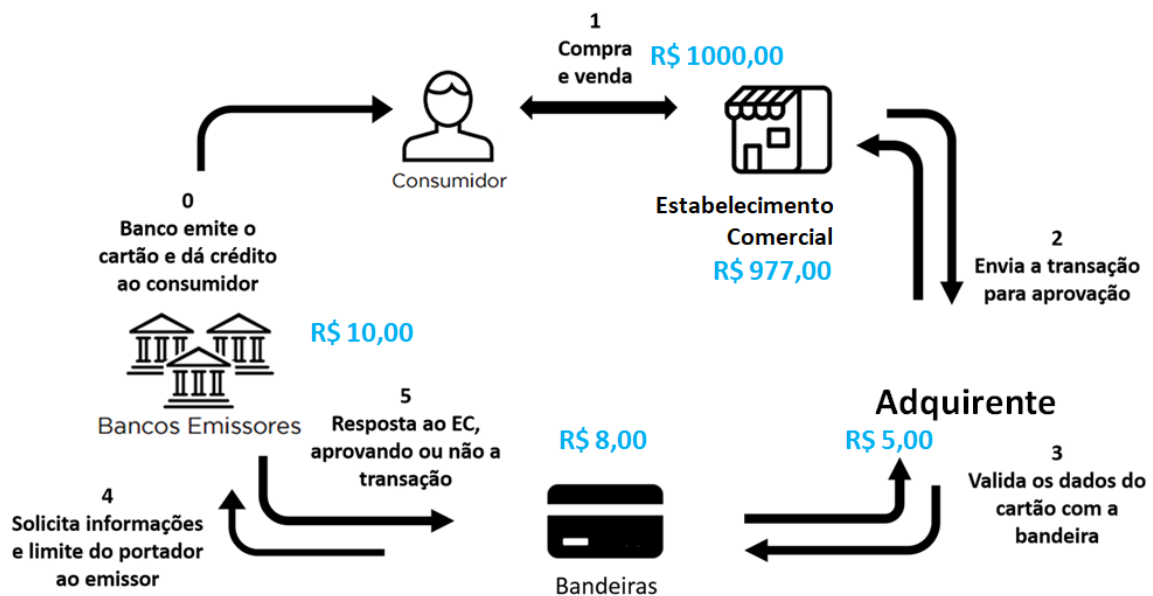 1
Compra
e venda
R$ 1000,00
Consumidor
Estabelecimento
Comercial
R$ 977,00
0
Banco emite o
cartão e dá crédito
ao consumidor
2
Envia a transação
para aprovação
R$ 10,00
Bancos Emissores
5
Resposta ao EC,
aprovando ou não a
transação
R$ 8,00
Adquirente
R$ 5,00
3
Valida os dados do
cartão com a
bandeira
4
Solicita informações
e limite do portador
ao emissor
Bandeiras